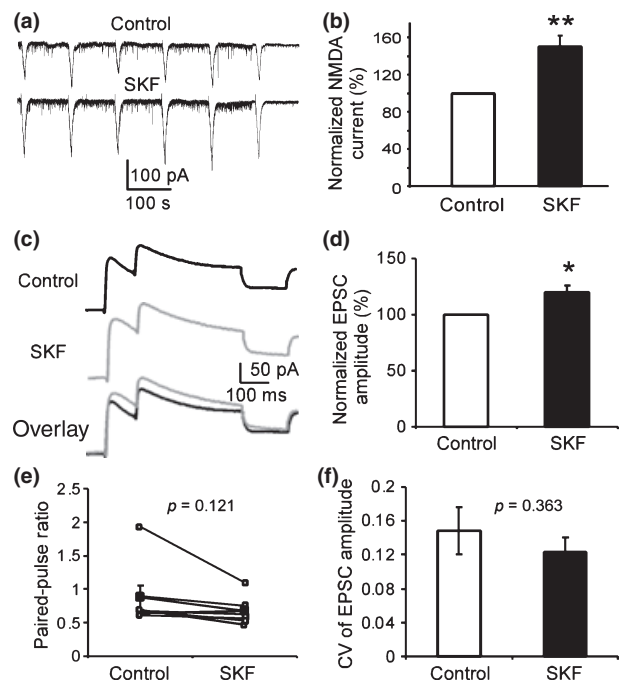 (a)
Control
SKF
100 pA
100 s
(b)
**
Normalized NMDA
current (%)
160
120
80
40
0
Control
SKF
(c)
Control
SKF
50 pA
100 ms
Overlay
(d)
*
Normalized EPSC
amplitude (%)
150
100
50
0
Control
SKF
(e)
Paired-pulse ratio
2.5
2
1.5
1
0.5
0
p = 0.121
Control
SKF
(f)
CV of EPSC amplitude
0.2
0.16
0.12
0.08
0.04
0
p = 0.363
Control
SKF